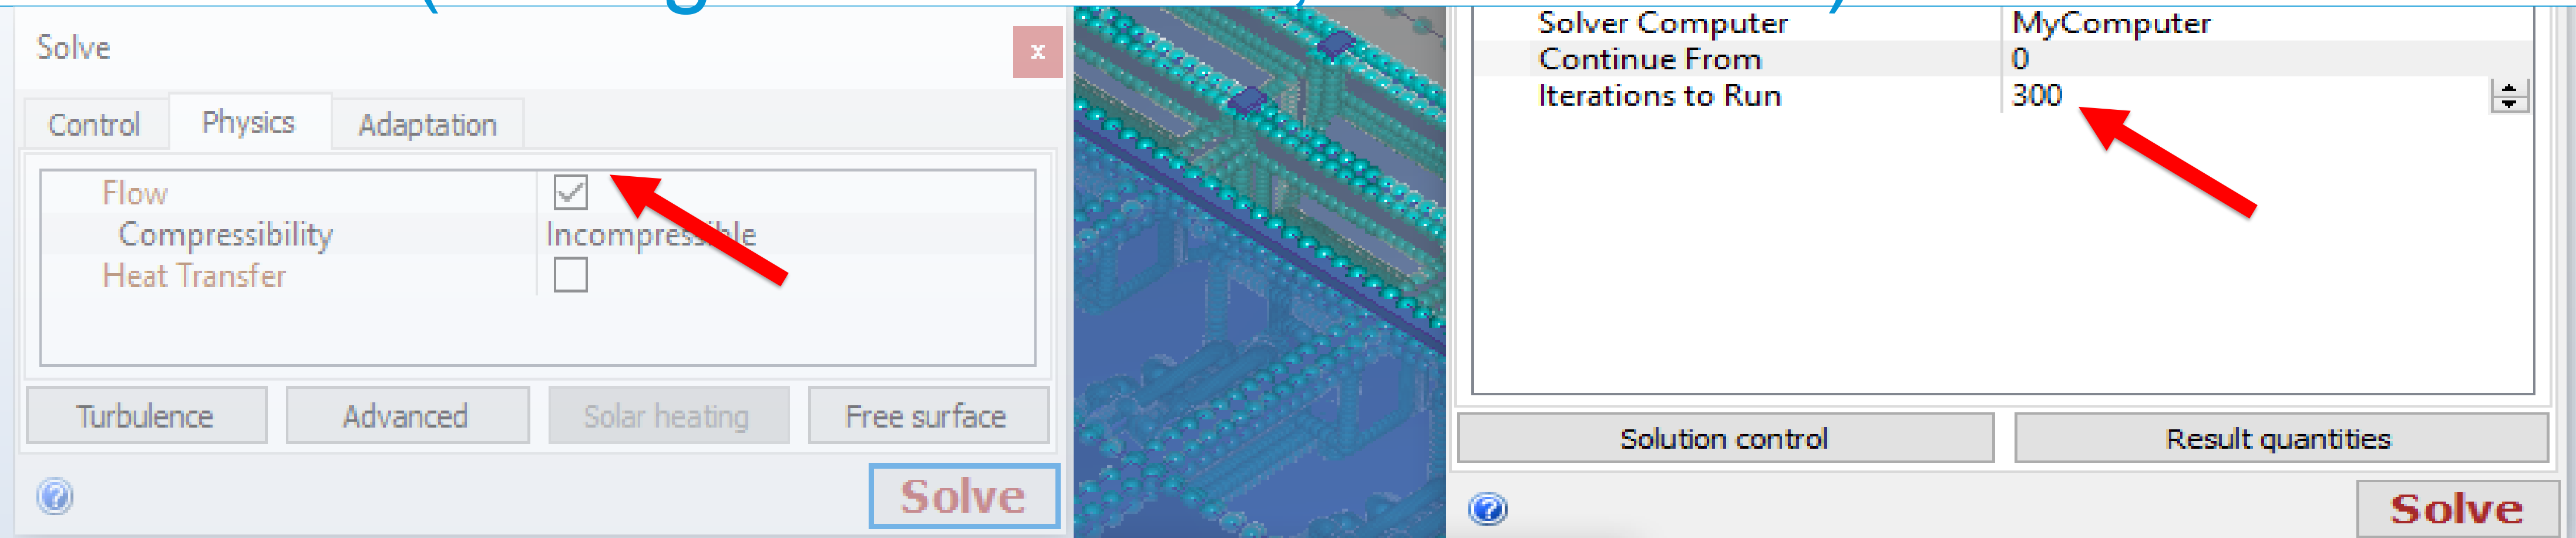 Solve
x
Control Physics Adaptation
Flow
Compressibility Incompressible
Heat Transfer
Turbulence Advanced Solar heating Free surface
?
Solve
Solver Computer MyComputer
Continue From 0
Iterations to Run 300
Solution control Result quantities
?
Solve